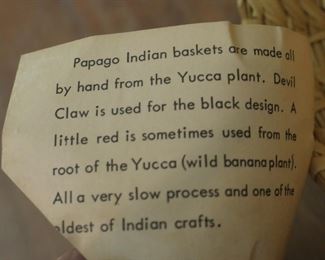 Papago Indian baskets are made all
by hand from the Yucca plant. Devil
Claw is used for the black design. A
little red is sometimes used from the
root of the Yucca (wild banana plant).
All a very slow process and one of the
oldest of Indian crafts.